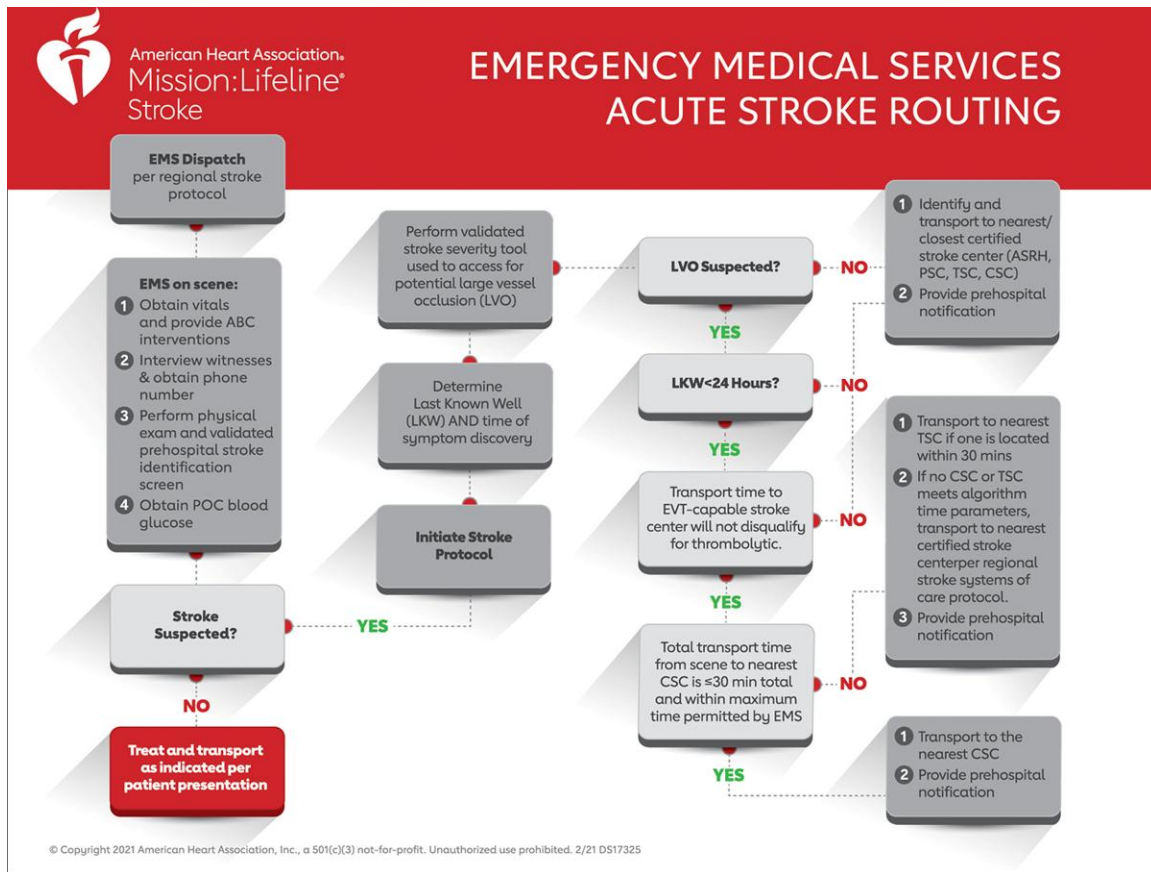 American Heart Association®
Mission:Lifeline®
Stroke
EMERGENCY MEDICAL SERVICES
ACUTE STROKE ROUTING
EMS Dispatch
per regional stroke
protocol
EMS on scene:
1 Obtain vitals
and provide ABC
interventions
2 Interview witnesses
& obtain phone
number
3 Perform physical
exam and validated
prehospital stroke
identification
screen
4 Obtain POC blood
glucose
Stroke
Suspected?
YES
NO
Treat and transport
as indicated per
patient presentation
Initiate Stroke
Protocol
Determine
Last Known Well
(LKW) AND time of
symptom discovery
Perform validated
stroke severity tool
used to access for
potential large vessel
occlusion (LVO)
LVO Suspected?
NO
YES
1 Identify and
transport to nearest/
closest certified
stroke center (ASRH,
PSC, TSC, CSC)
2 Provide prehospital
notification
LKW<24 Hours?
NO
YES
Transport time to
EVT-capable stroke
center will not disqualify
for thrombolytic.
NO
YES
Total transport time
from scene to nearest
CSC is ≤30 min total
and within maximum
time permitted by EMS
NO
YES
1 Transport to nearest
TSC if one is located
within 30 mins
2 If no CSC or TSC
meets algorithm
time parameters,
transport to nearest
certified stroke
centerper regional
stroke systems of
care protocol.
3 Provide prehospital
notification
1 Transport to the
nearest CSC
2 Provide prehospital
notification
© Copyright 2021 American Heart Association, Inc., a 501(c)(3) not-for-profit. Unauthorized use prohibited. 2/21 DS17325